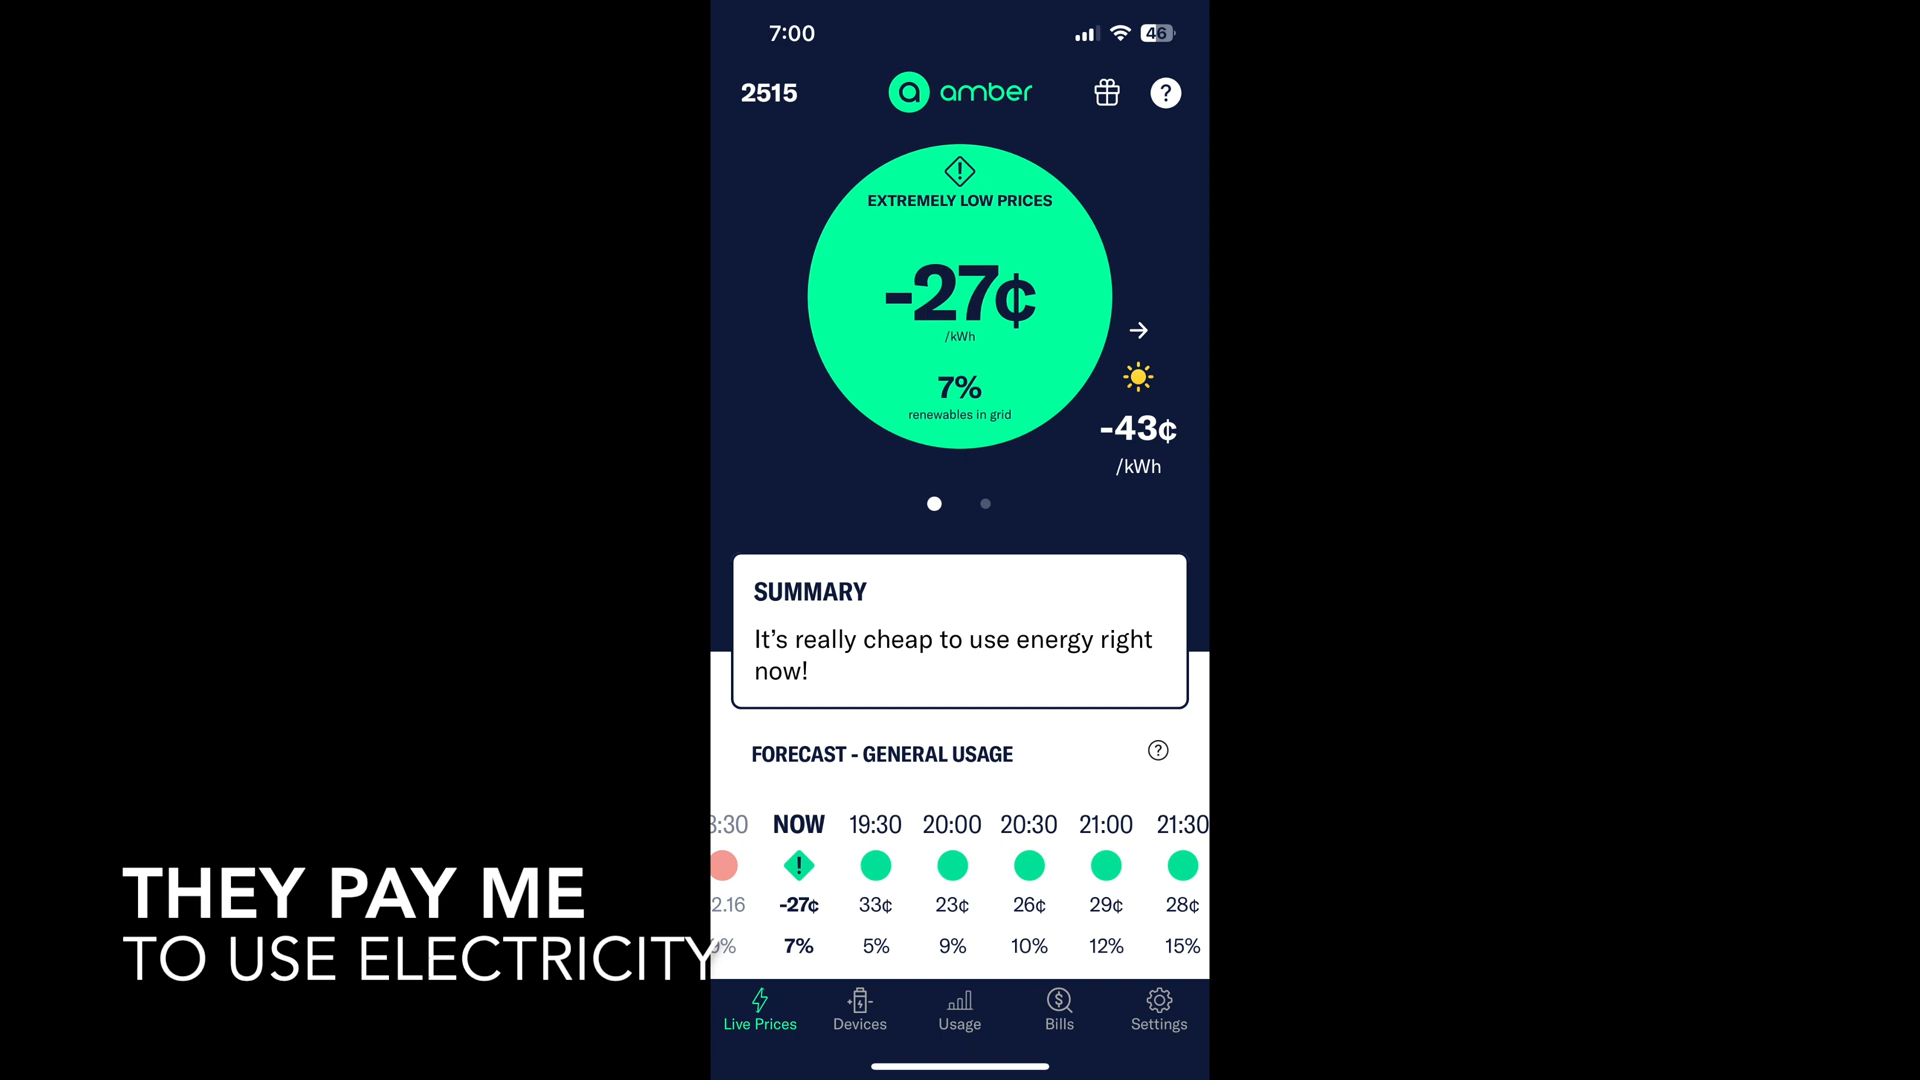 7:00
46
2515
amber
?
EXTREMELY LOW PRICES
-27¢
/kWh
7%
renewables in grid
-43¢
/kWh
SUMMARY
It’s really cheap to use energy right
now!
FORECAST - GENERAL USAGE
?
:30 NOW 19:30 20:00 20:30 21:00 21:30
2.16 -27¢ 33¢ 23¢ 26¢ 29¢ 28¢
% 7% 5% 9% 10% 12% 15%
THEY PAY ME
TO USE ELECTRICITY
Live Prices Devices Usage Bills Settings